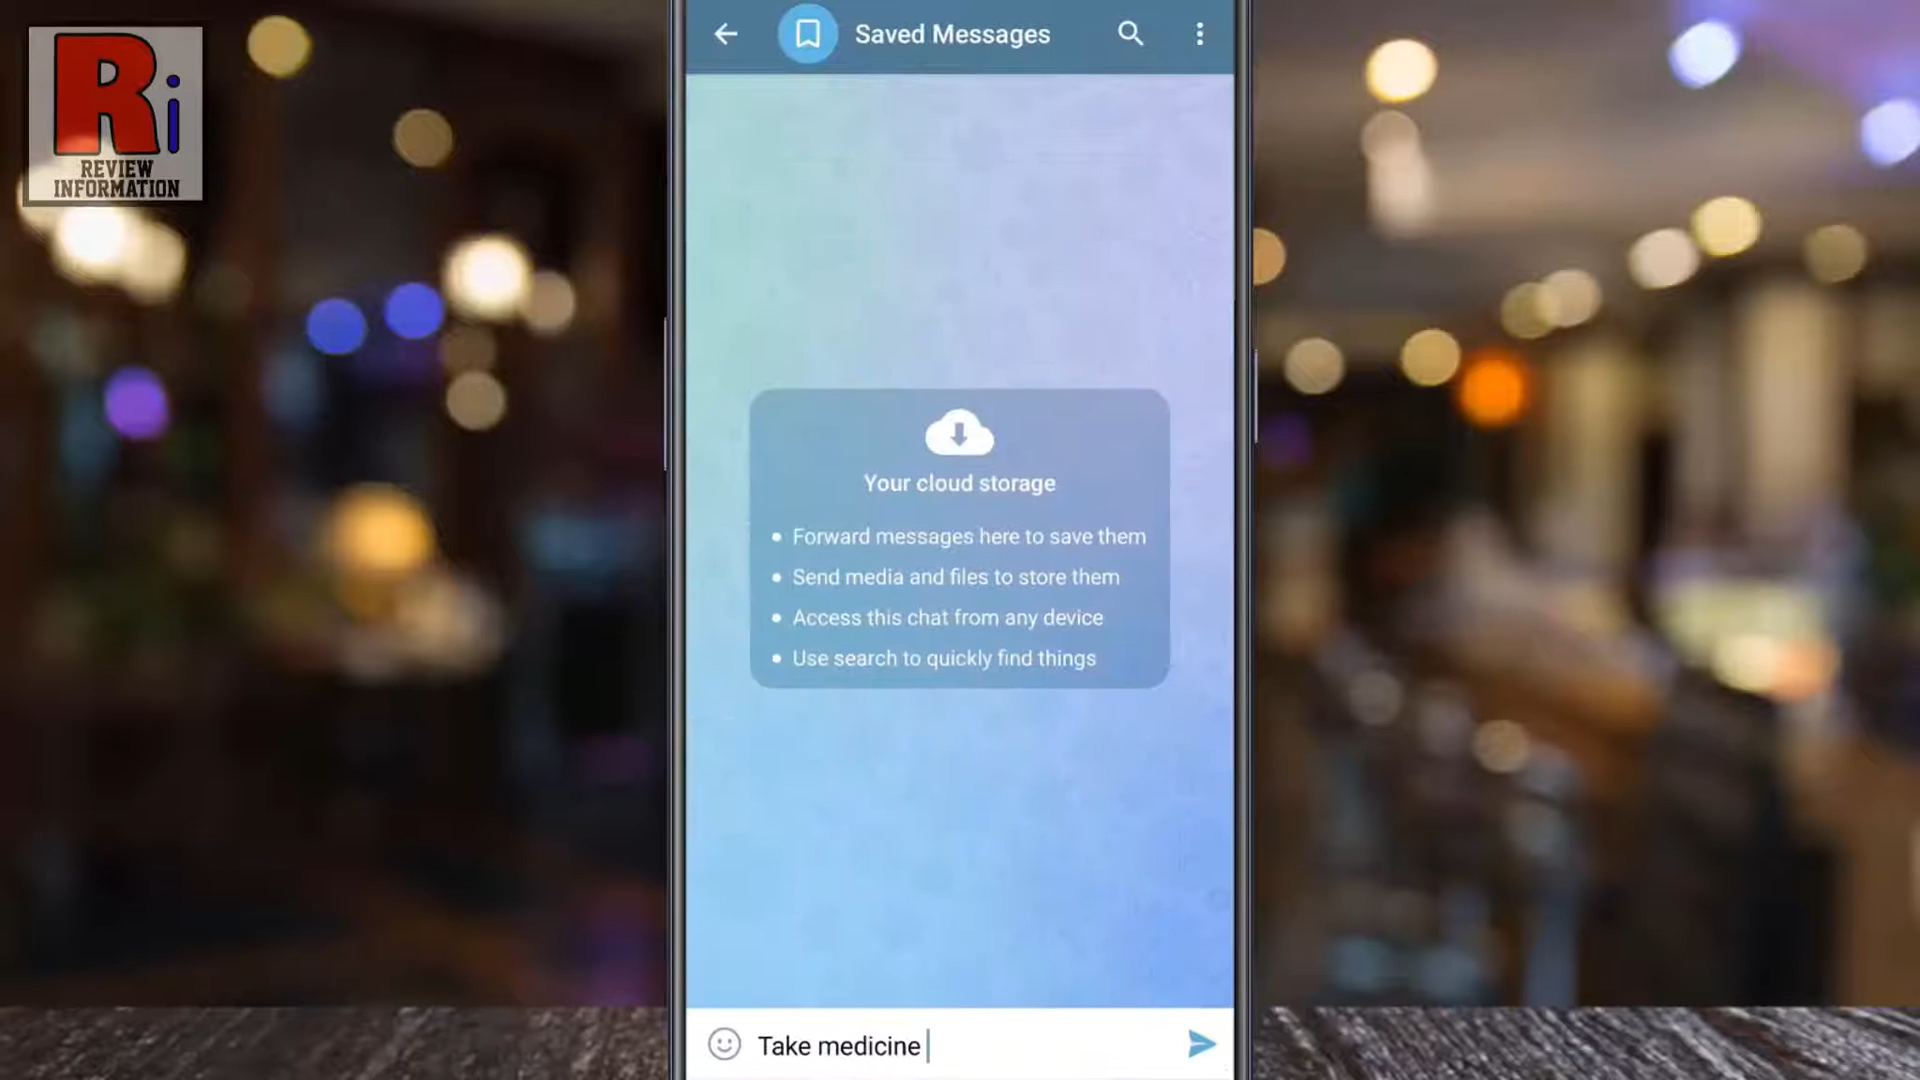 Ri
REVIEW
INFORMATION
Saved Messages
Your cloud storage
• Forward messages here to save them
• Send media and files to store them
• Access this chat from any device
• Use search to quickly find things
Take medicine